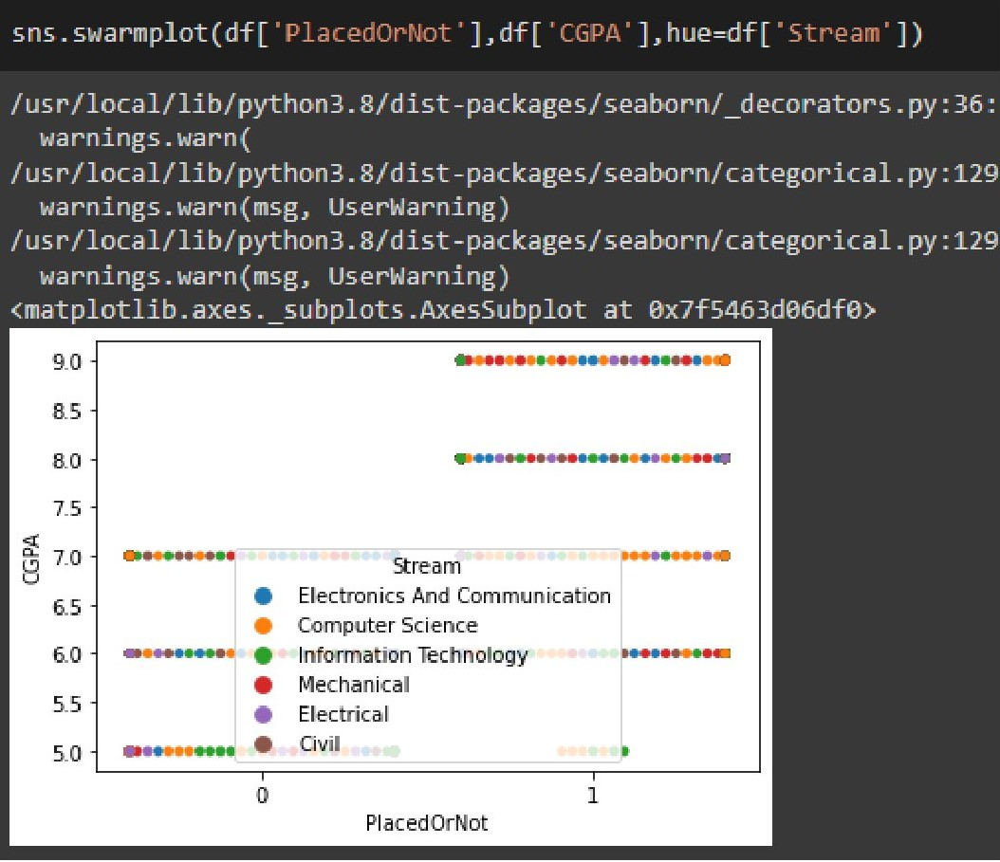 sns.swarmplot(df['PlacedOrNot'],df['CGPA'],hue=df['Stream'])
/usr/local/lib/python3.8/dist-packages/seaborn/_decorators.py:36:
warnings.warn(
/usr/local/lib/python3.8/dist-packages/seaborn/categorical.py:129
warnings.warn(msg, UserWarning)
/usr/local/lib/python3.8/dist-packages/seaborn/categorical.py:129
warnings.warn(msg, UserWarning)
<matplotlib.axes._subplots.AxesSubplot at 0x7f5463d06df0>
9.0
8.5
8.0
7.5
7.0
6.5
6.0
5.5
5.0
CGPA
Stream
Electronics And Communication
Computer Science
Information Technology
Mechanical
Electrical
Civil
0 1
PlacedOrNot